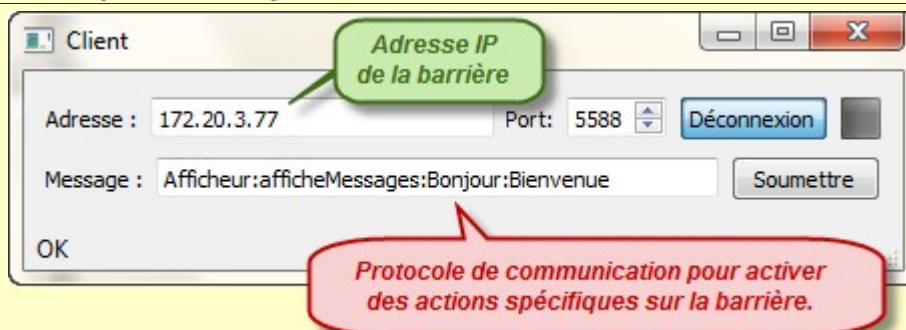 Client
Adresse IP
de la barrière
Adresse : 172.20.3.77 Port: 5588 Déconnexion
Message : Afficheur:afficheMessages:Bonjour:Bienvenue Soumettre
OK
Protocole de communication pour activer
des actions spécifiques sur la barrière.